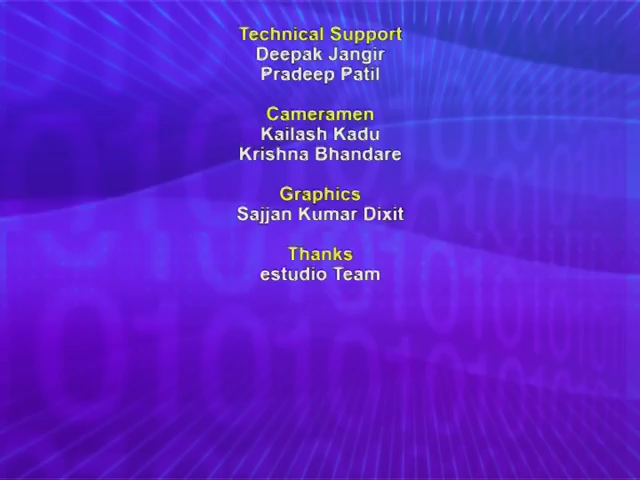 Technical Support
Deepak Jangir
Pradeep Patil
Cameramen
Kailash Kadu
Krishna Bhandare
Graphics
Sajjan Kumar Dixit
Thanks
estudio Team